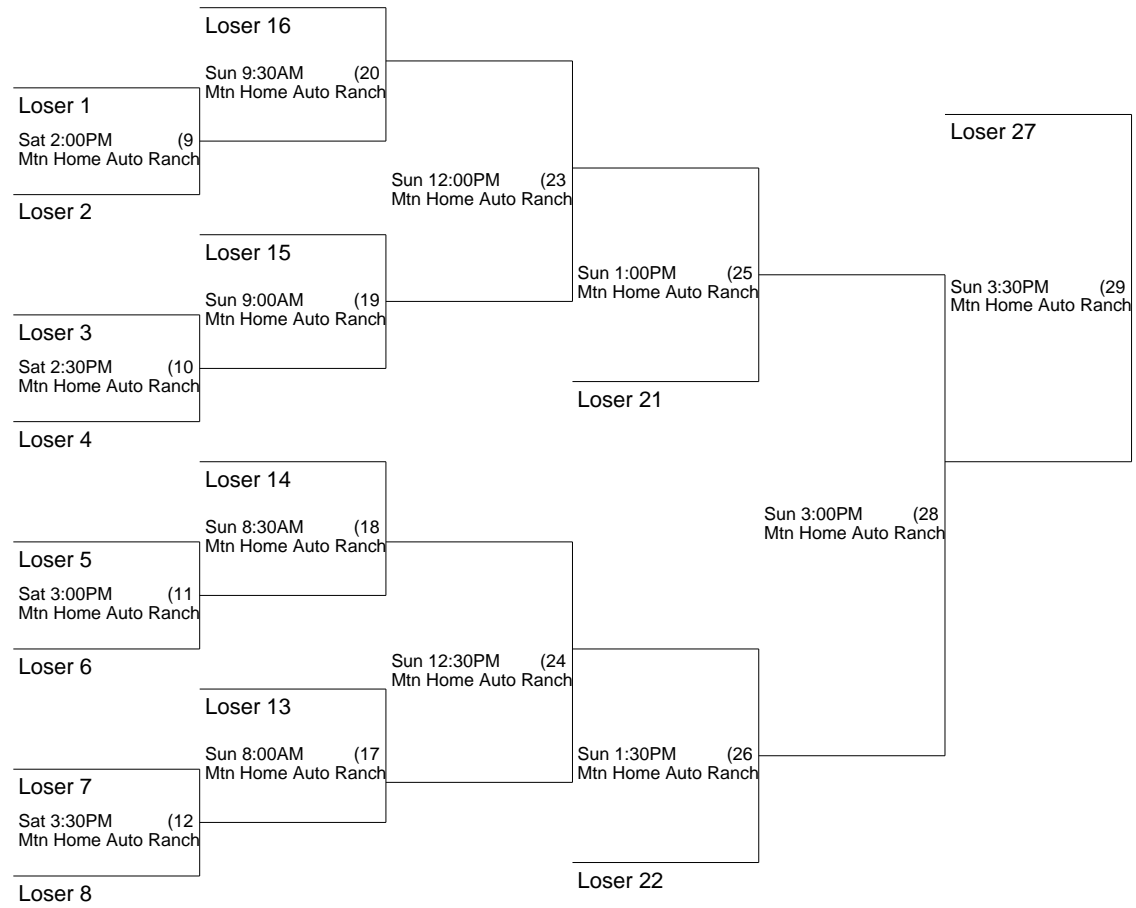 Loser 16
Sun 9:30AM (20
Mtn Home Auto Ranch
Loser 1
Sat 2:00PM (9
Mtn Home Auto Ranch
Loser 2
Loser 27
Sun 12:00PM (23
Mtn Home Auto Ranch
Loser 15
Sun 9:00AM (19
Mtn Home Auto Ranch
Sun 1:00PM (25
Mtn Home Auto Ranch
Sun 3:30PM (29
Mtn Home Auto Ranch
Loser 3
Sat 2:30PM (10
Mtn Home Auto Ranch
Loser 4
Loser 21
Loser 14
Sun 8:30AM (18
Mtn Home Auto Ranch
Sun 3:00PM (28
Mtn Home Auto Ranch
Loser 5
Sat 3:00PM (11
Mtn Home Auto Ranch
Loser 6
Sun 12:30PM (24
Mtn Home Auto Ranch
Loser 13
Sun 8:00AM (17
Mtn Home Auto Ranch
Sun 1:30PM (26
Mtn Home Auto Ranch
Loser 7
Sat 3:30PM (12
Mtn Home Auto Ranch
Loser 8
Loser 22